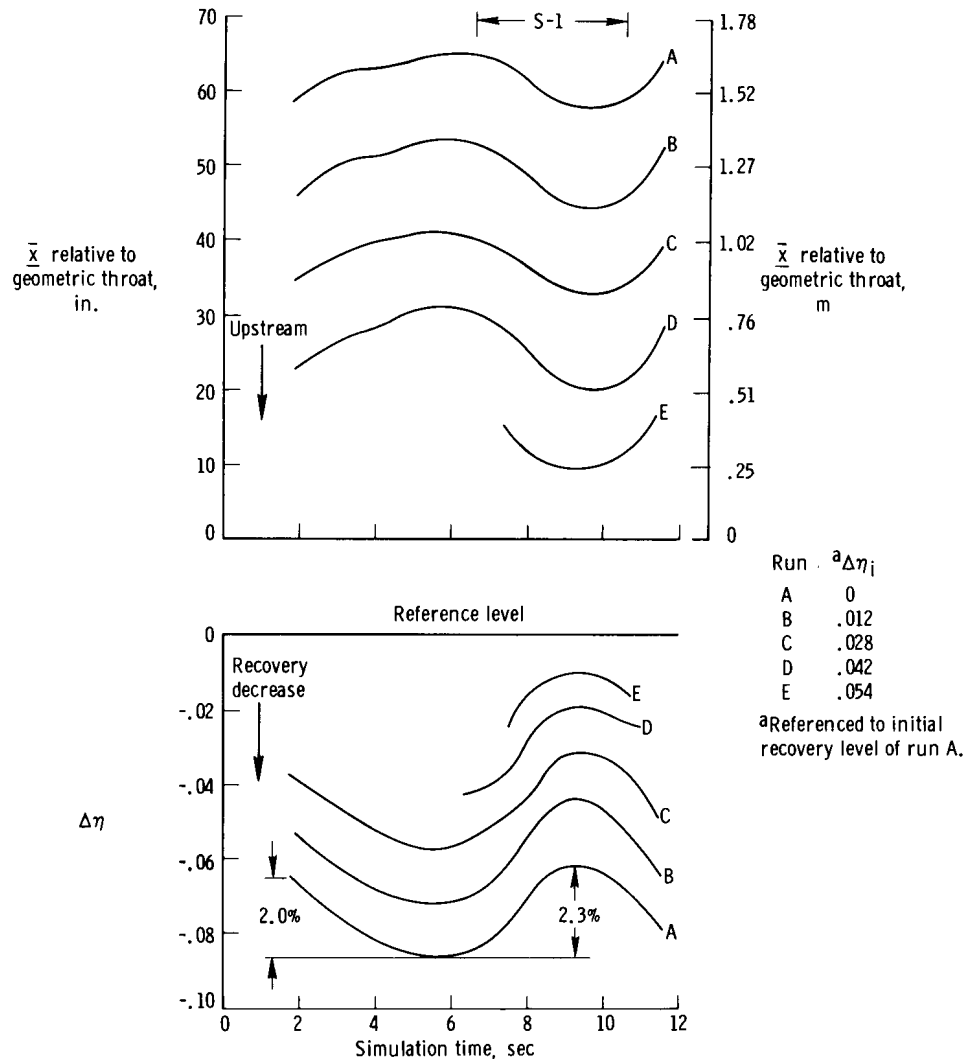 S-1
70
60
50
40
30
20
10
0
x̄ relative to
geometric throat,
in.
Upstream
A
B
C
D
E
1.78
1.52
1.27
1.02
.76
.51
.25
0
x̄ relative to
geometric throat,
m
Run aΔηi
A 0
B .012
C .028
D .042
E .054
aReferenced to initial
recovery level of run A.
Reference level
0
-.02
-.04
-.06
-.08
-.10
Δη
Recovery
decrease
2.0%
2.3%
E
D
C
B
A
0 2 4 6 8 10 12
Simulation time, sec